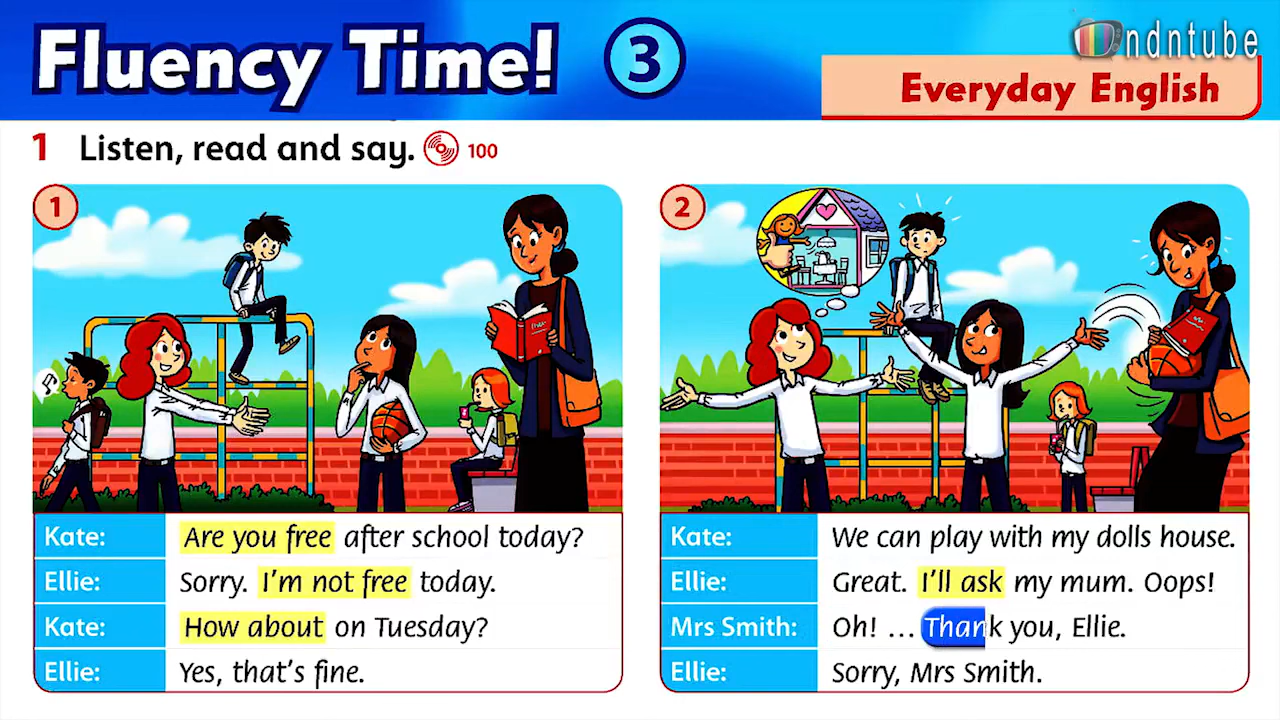 Fluency Time! 3
ndntube
Everyday English
1 Listen, read and say. 100
1
Kate: Are you free after school today?
Ellie: Sorry. I'm not free today.
Kate: How about on Tuesday?
Ellie: Yes, that's fine.
2
Kate: We can play with my dolls house.
Ellie: Great. I'll ask my mum. Oops!
Mrs Smith: Oh! ... Thank you, Ellie.
Ellie: Sorry, Mrs Smith.